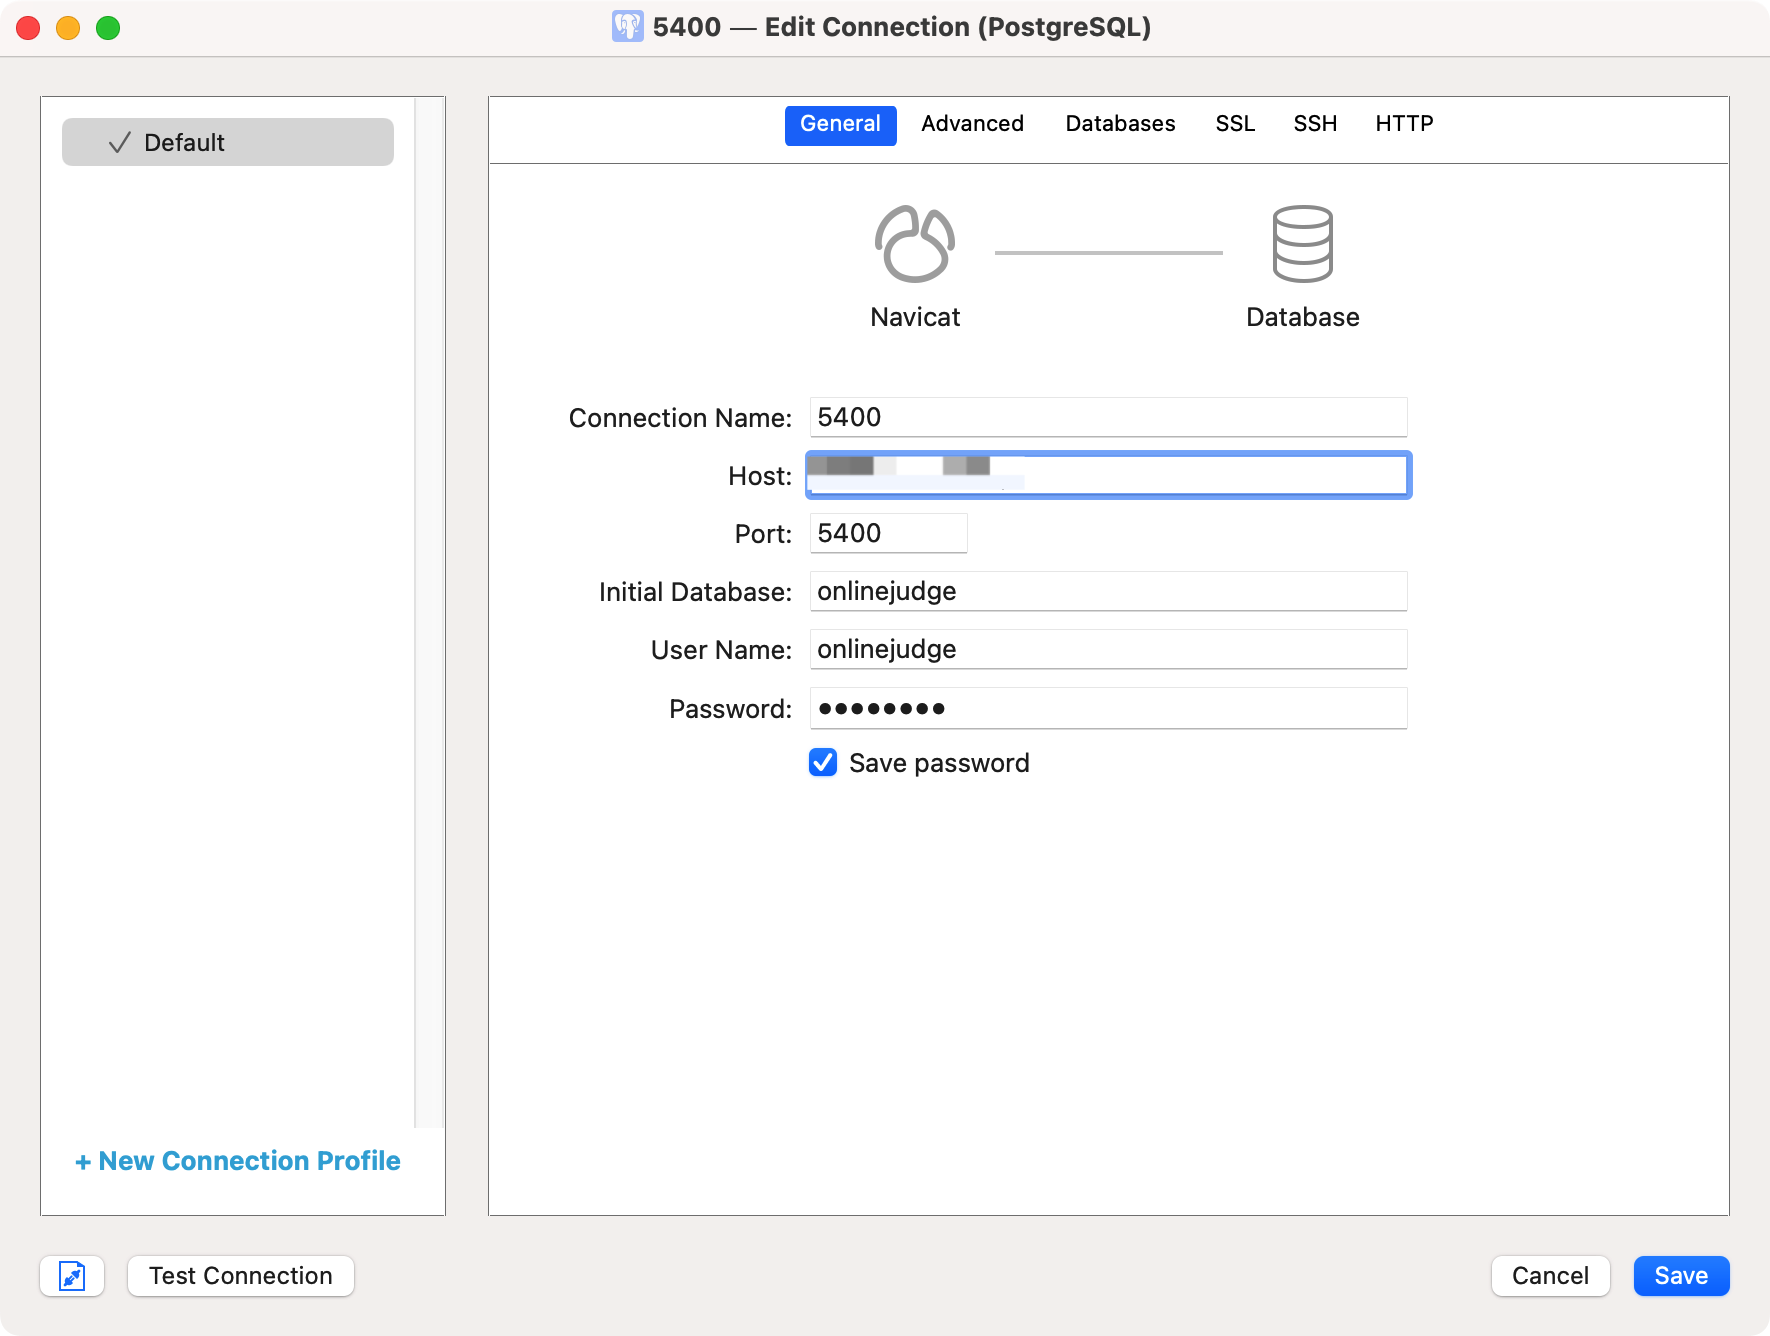 5400 — Edit Connection (PostgreSQL)
Default
General Advanced Databases SSL SSH HTTP
Navicat Database
Connection Name: 5400
Host:
Port: 5400
Initial Database: onlinejudge
User Name: onlinejudge
Password: ••••••••
Save password
+ New Connection Profile
Test Connection Cancel Save